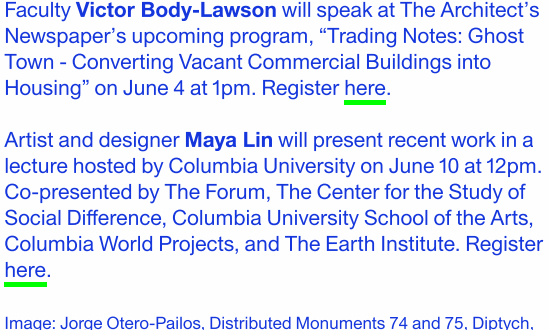 Faculty Victor Body-Lawson will speak at The Architect’s
Newspaper’s upcoming program, “Trading Notes: Ghost
Town - Converting Vacant Commercial Buildings into
Housing” on June 4 at 1pm. Register here.
Artist and designer Maya Lin will present recent work in a
lecture hosted by Columbia University on June 10 at 12pm.
Co-presented by The Forum, The Center for the Study of
Social Difference, Columbia University School of the Arts,
Columbia World Projects, and The Earth Institute. Register
here.
Image: Jorge Otero-Pailos, Distributed Monuments 74 and 75, Diptych,